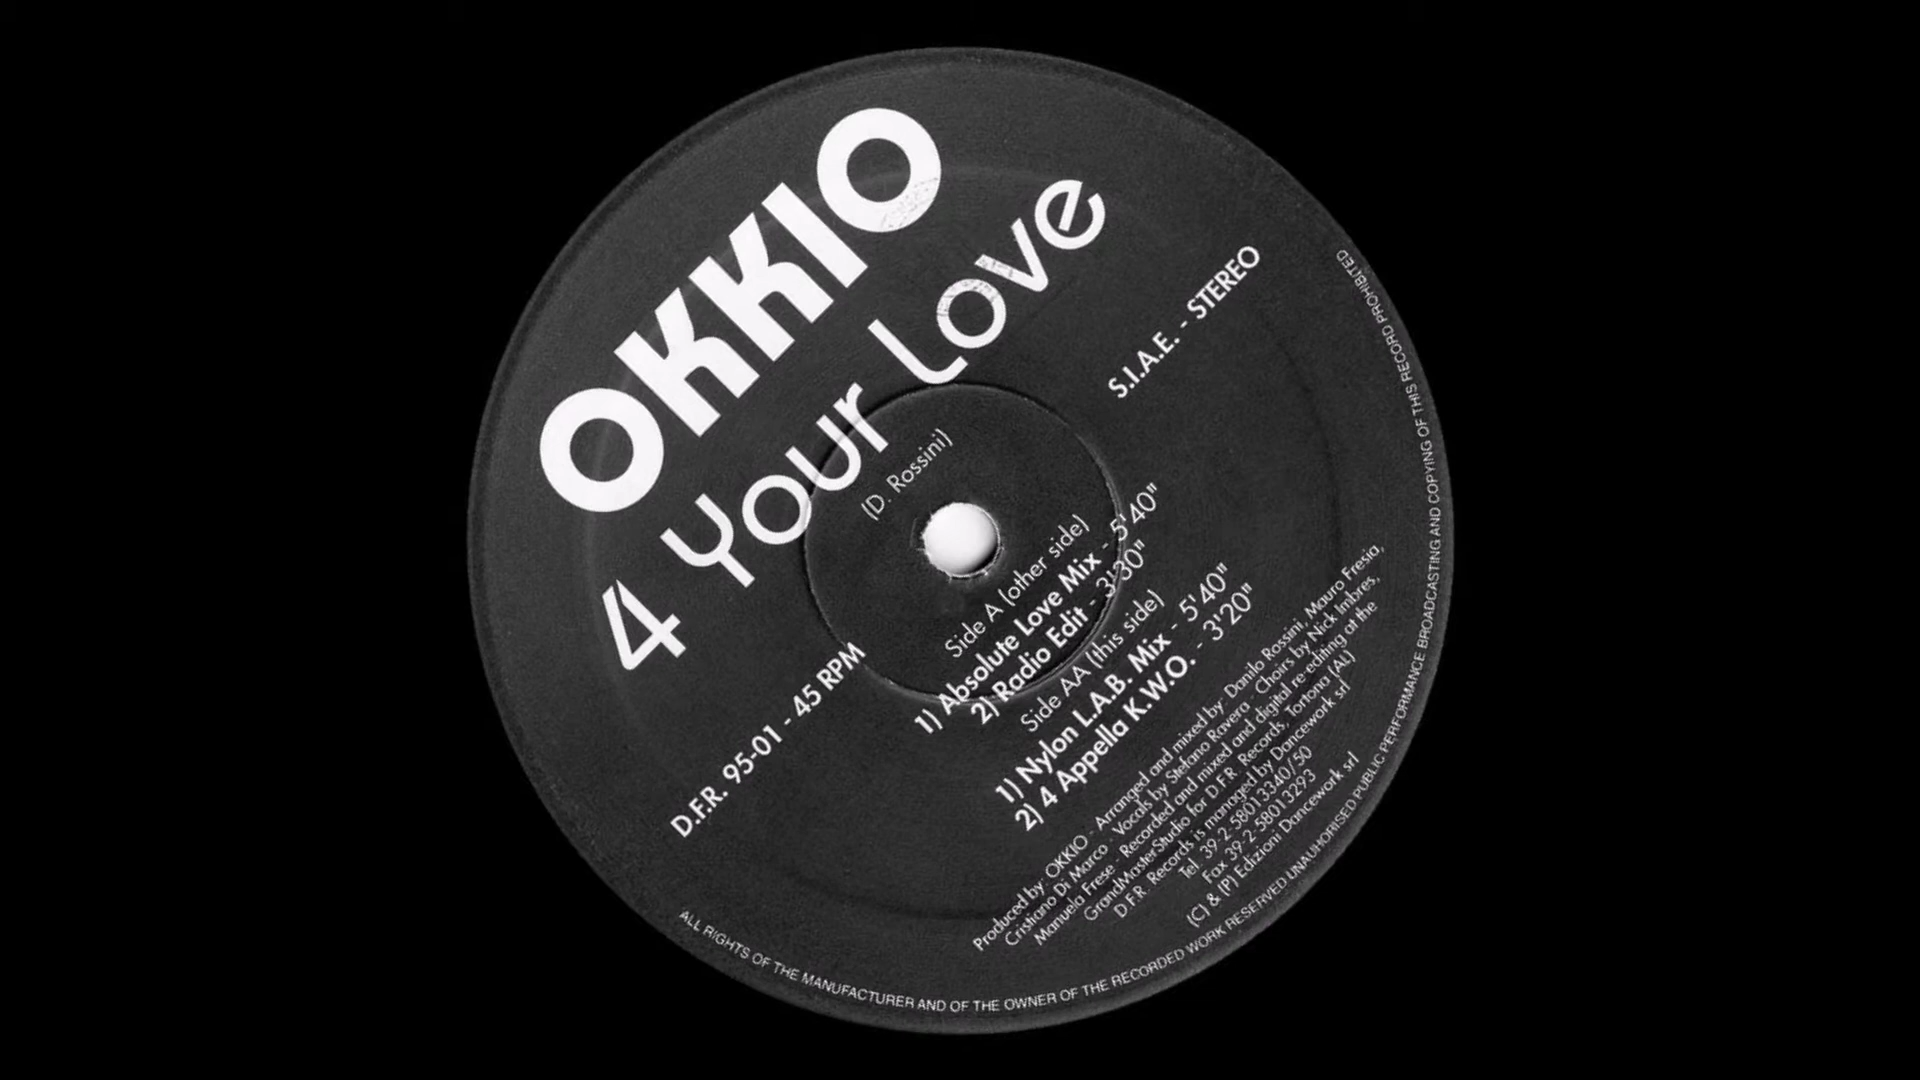 OKKIO
4 Your Love
(D. Rossini)
S.I.A.E. - STEREO
D.F.R. 95-01 - 45 RPM
Side A (other side)
1) Absolute Love Mix - 5'40"
2) Radio Edit - 3'30"
Side AA (this side)
1) Nylon L.A.B. Mix - 5'40"
2) 4 Appella K.W.O. - 3'20"
Produced by: OKKIO - Arranged and mixed by Danilo Rossini, Mauro Fresia,
Cristiano Di Marco - Vocals by Stefano Ravera - Choirs by Nick Imbres,
Manuela Frese - Recorded and mixed and digital re-editing at the
GrandMasterStudio for D.F.R. Records, Tortona (AL)
D.F.R. Records is managed by Dancework srl
Tel. 39-2-58013340/50
Fax 39-2-58013293
(C) & (P) Edizioni Dancework srl
ALL RIGHTS OF THE MANUFACTURER AND OF THE OWNER OF THE RECORDED WORK RESERVED UNAUHORISED PUBLIC PERFORMANCE BROADCASTING AND COPYING OF THIS RECORD PROHIBITED